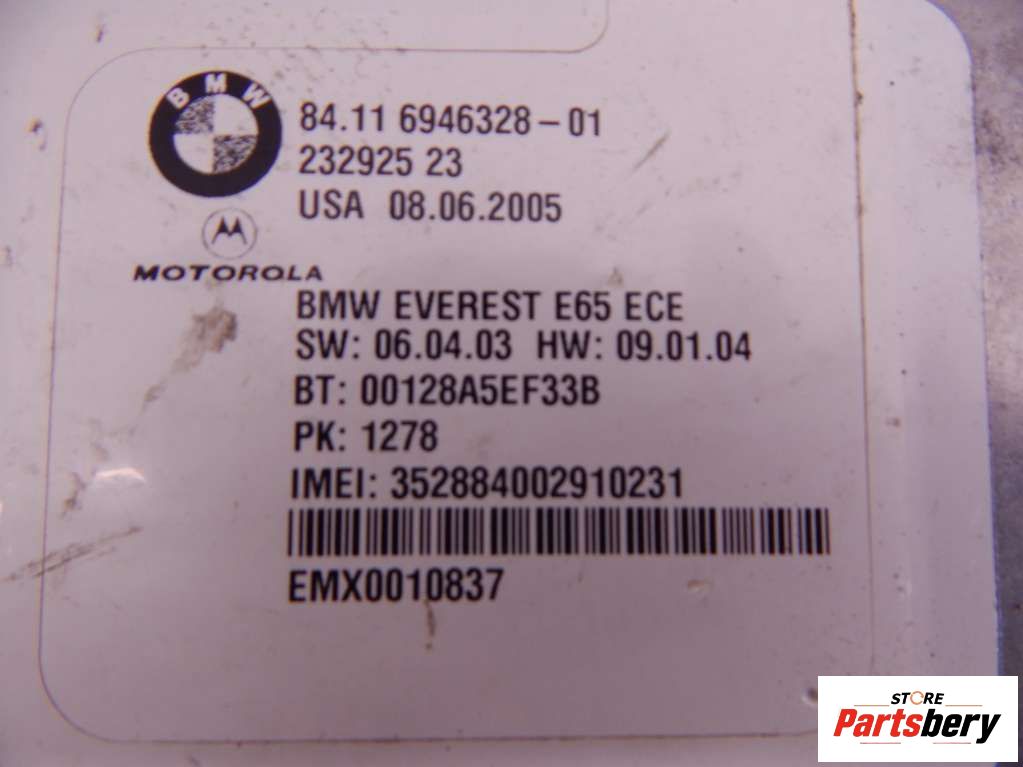 BMW
84.11 6946328-01
232925 23
USA 08.06.2005
MOTOROLA
BMW EVEREST E65 ECE
SW: 06.04.03 HW: 09.01.04
BT: 00128A5EF33B
PK: 1278
IMEI: 352884002910231
EMX0010837
STORE
Partsbery